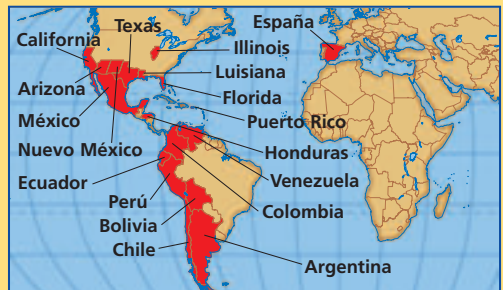 España
Texas
California
Illinois
Luisiana
Arizona
Florida
México
Puerto Rico
Nuevo México
Honduras
Ecuador
Venezuela
Perú
Colombia
Bolivia
Chile
Argentina